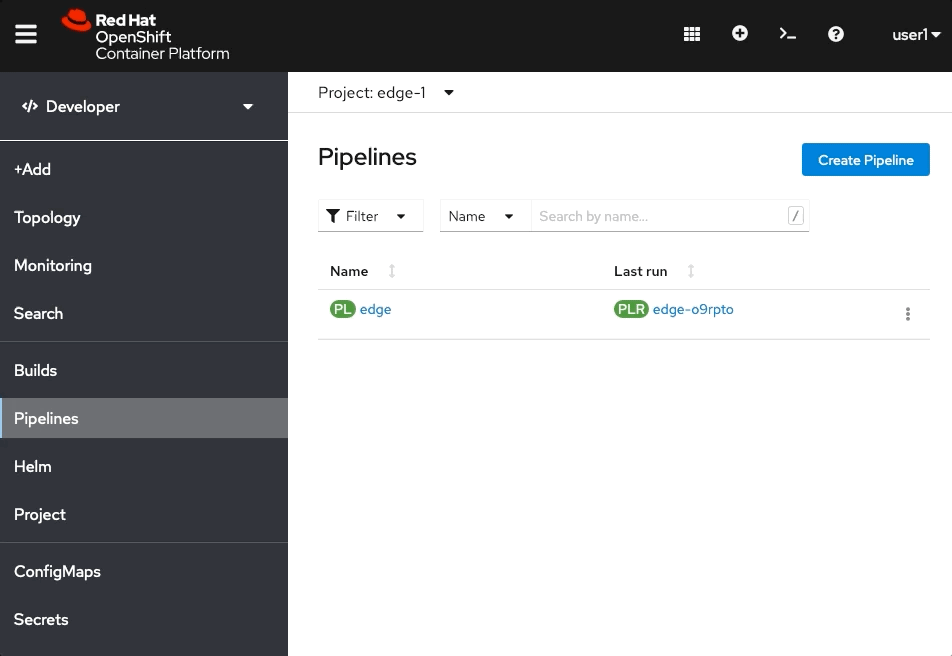 Red Hat
OpenShift
Container Platform
user1
Developer
Project: edge-1
+Add
Topology
Monitoring
Search
Builds
Pipelines
Helm
Project
ConfigMaps
Secrets
Pipelines
Create Pipeline
Filter
Name
Search by name...
/
Name
Last run
PL edge
PLR edge-o9rpto